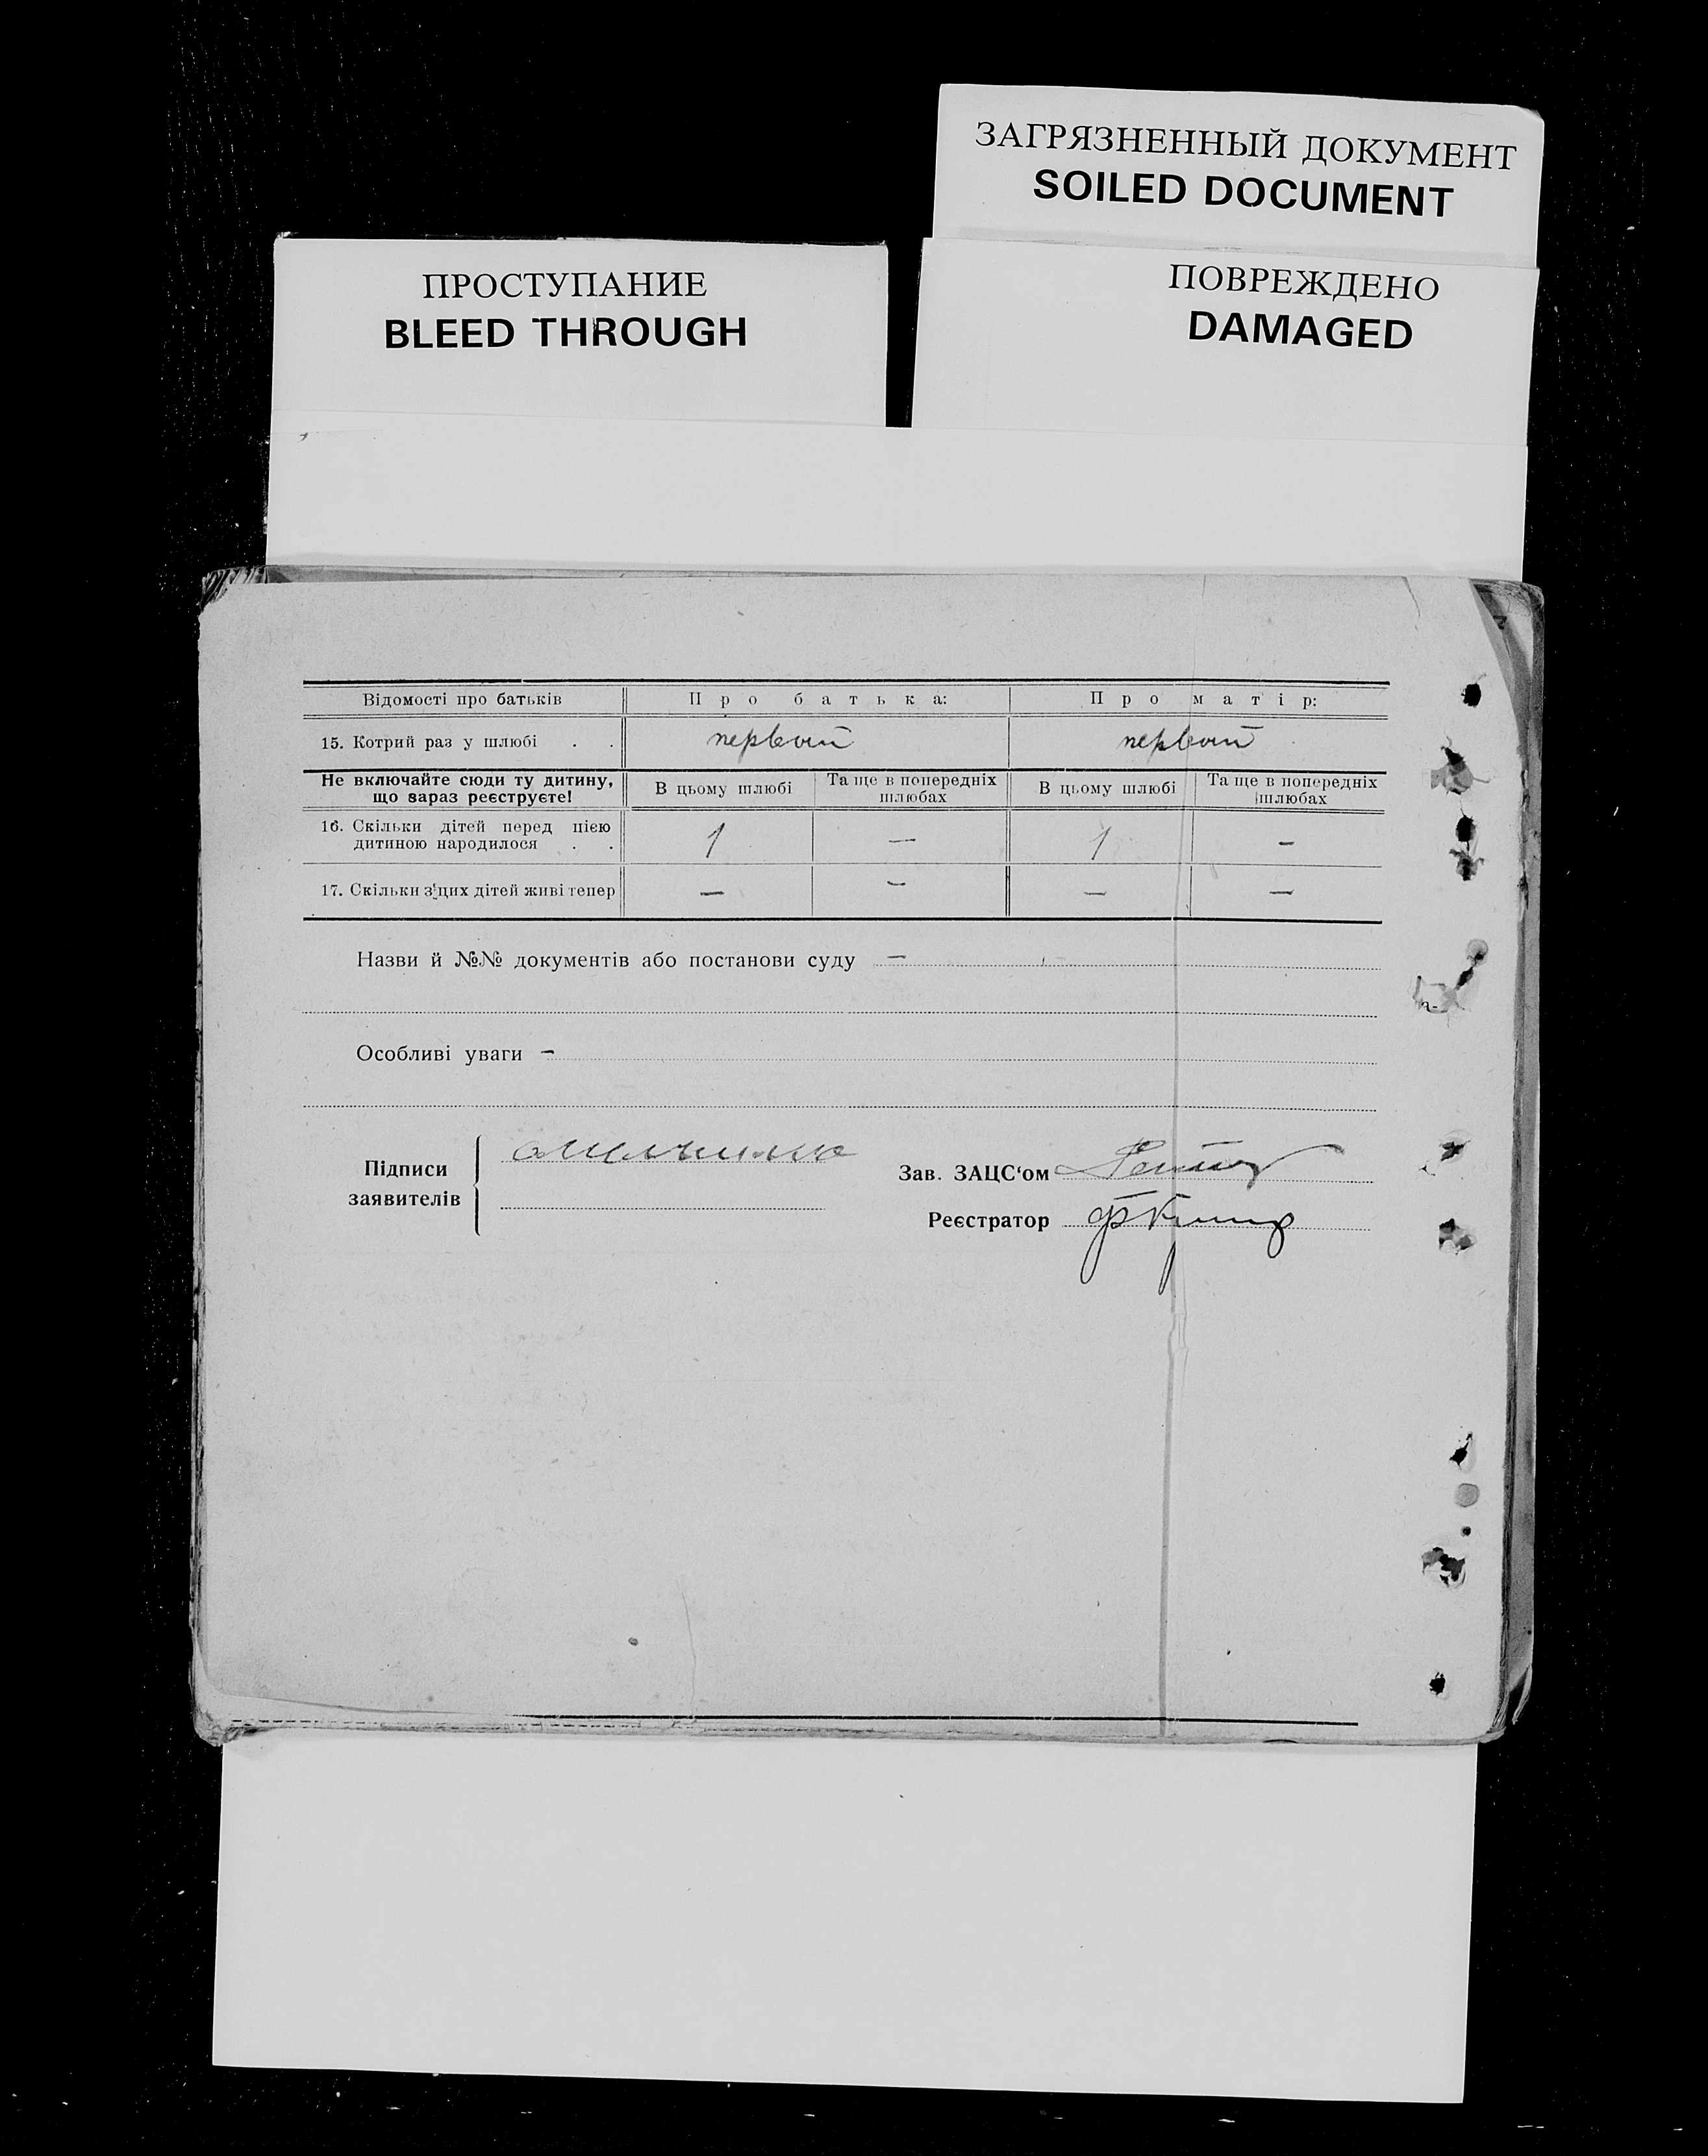 ЗАГРЯЗНЕННЫЙ ДОКУМЕНТ
SOILED DOCUMENT
ПРОСТУПАНИЕ
BLEED THROUGH
ПОВРЕЖДЕНО
DAMAGED
Відомості про батьків Про батька: Про матір:
15. Котрий раз у шлюбі . . первый первый
Не включайте сюди ту дитину, що зараз реєструєте! В цьому шлюбі Та ще в попередніх шлюбах В цьому шлюбі Та ще в попередніх шлюбах
16. Скільки дітей перед цією
дитиною народилося . . 1 — 1 —
17. Скільки з цих дітей живі тепер — — — —
Назви й №№ документів або постанови суду —
Особливі уваги —
Підписи
заявителів
Зав. ЗАЦС‘ом
Реєстратор